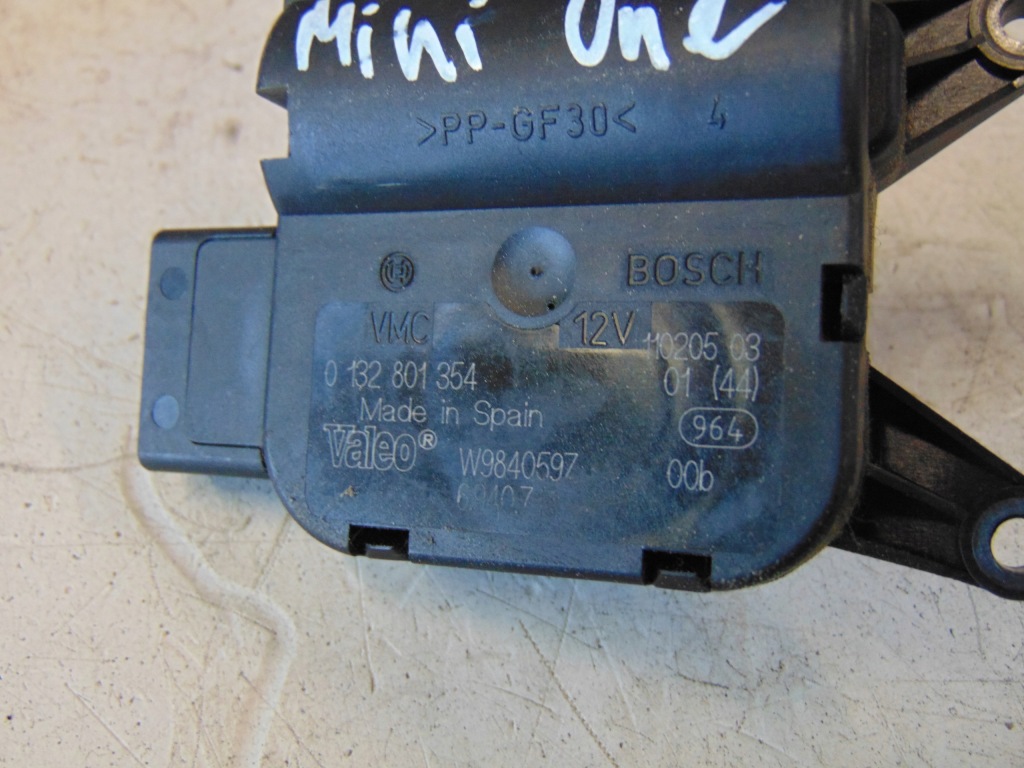 Mini One
>PP-GF30< 4
BOSCH
VMC 12V
110205 03
0 132 801 354 01 (44)
Made in Spain 964
Valeo® W9840597 00b